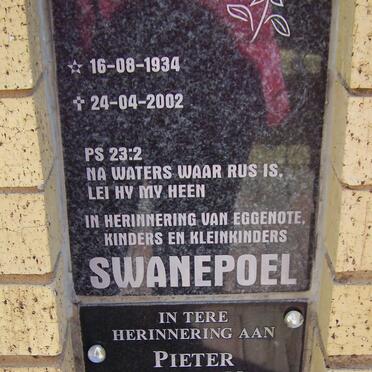 ☆ 16-08-1934
✝ 24-04-2002
PS 23:2
NA WATERS WAAR RUS IS,
LEI HY MY HEEN
IN HERINNERING VAN EGGENOTE,
KINDERS EN KLEINKINDERS
SWANEPOEL
IN TERE
HERINNERING AAN
PIETER